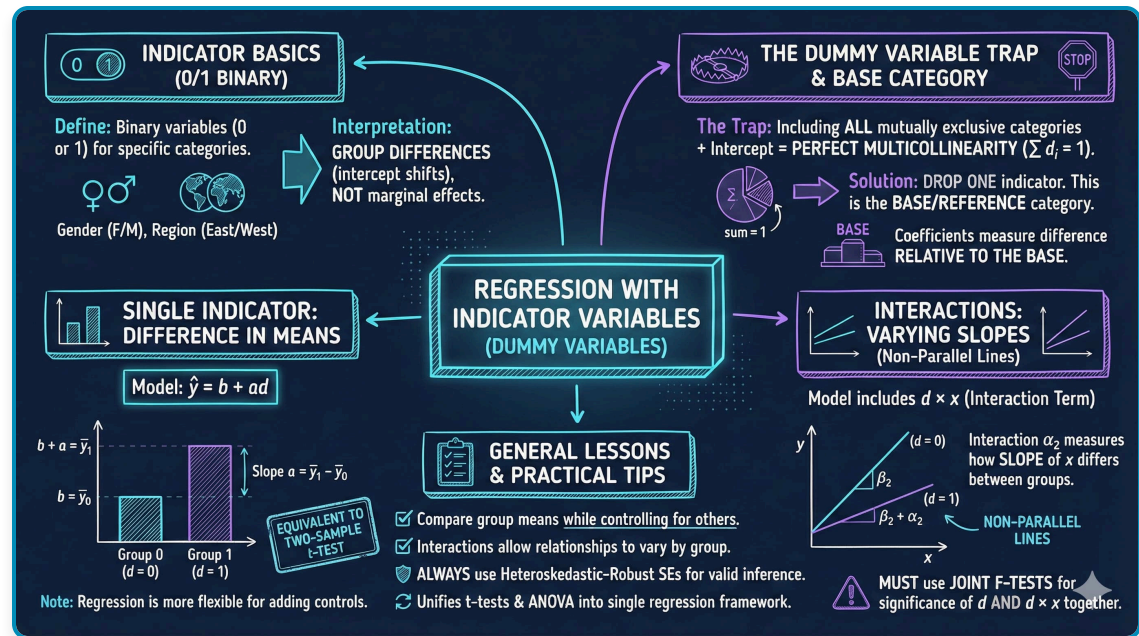 INDICATOR BASICS
(0/1 BINARY)
0 1
Define: Binary variables (0
or 1) for specific categories.
Gender (F/M), Region (East/West)
Interpretation:
GROUP DIFFERENCES
(intercept shifts),
NOT marginal effects.
THE DUMMY VARIABLE TRAP
& BASE CATEGORY
STOP
The Trap: Including ALL mutually exclusive categories
+ Intercept = PERFECT MULTICOLLINEARITY (∑ dᵢ = 1).
Σ
sum = 1
Solution: DROP ONE indicator. This
is the BASE/REFERENCE category.
BASE
Coefficients measure difference
RELATIVE TO THE BASE.
REGRESSION WITH
INDICATOR VARIABLES
(DUMMY VARIABLES)
SINGLE INDICATOR:
DIFFERENCE IN MEANS
Model: ŷ = b + ad
b + a = ȳ₁
b = ȳ₀
Slope a = ȳ₁ − ȳ₀
Group 0
(d = 0)
Group 1
(d = 1)
EQUIVALENT TO
TWO-SAMPLE
t-TEST
Note: Regression is more flexible for adding controls.
GENERAL LESSONS
& PRACTICAL TIPS
Compare group means while controlling for others.
Interactions allow relationships to vary by group.
ALWAYS use Heteroskedastic-Robust SEs for valid inference.
Unifies t-tests & ANOVA into single regression framework.
INTERACTIONS:
VARYING SLOPES
(Non-Parallel Lines)
Model includes d × x (Interaction Term)
y
(d = 0)
β₂
(d = 1)
β₂ + α₂
x
Interaction α₂ measures
how SLOPE of x differs
between groups.
NON-PARALLEL
LINES
MUST use JOINT F-TESTS for
significance of d AND d × x together.